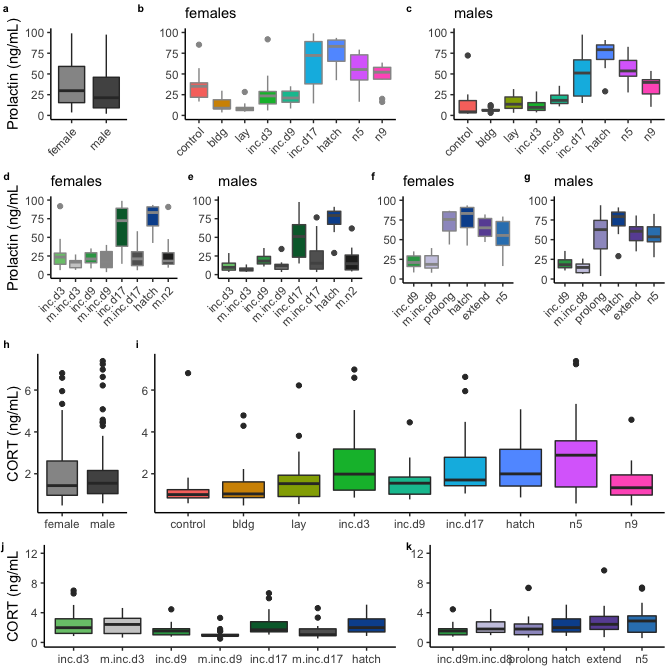 a
Prolactin (ng/mL)
100
75
50
25
0
female
male
b
females
100
75
50
25
0
control
bldg
lay
inc.d3
inc.d9
inc.d17
hatch
n5
n9
c
males
100
75
50
25
0
control
bldg
lay
inc.d3
inc.d9
inc.d17
hatch
n5
n9
d
females
Prolactin (ng/mL
100
75
50
25
0
inc.d3
m.inc.d3
inc.d9
m.inc.d9
inc.d17
m.inc.d17
hatch
m.n2
e
males
100
75
50
25
0
inc.d3
m.inc.d3
inc.d9
m.inc.d9
inc.d17
m.inc.d17
hatch
m.n2
f
females
100
75
50
25
0
inc.d9
m.inc.d8
prolong
hatch
extend
n5
g
males
100
75
50
25
0
inc.d9
m.inc.d8
prolong
hatch
extend
n5
h
CORT (ng/mL)
6
4
2
female
male
i
6
4
2
control
bldg
lay
inc.d3
inc.d9
inc.d17
hatch
n5
n9
j
CORT (ng/mL
12
8
4
0
inc.d3
m.inc.d3
inc.d9
m.inc.d9
inc.d17
m.inc.d17
hatch
k
12
8
4
0
inc.d9
m.inc.d8
prolong
hatch
extend
n5